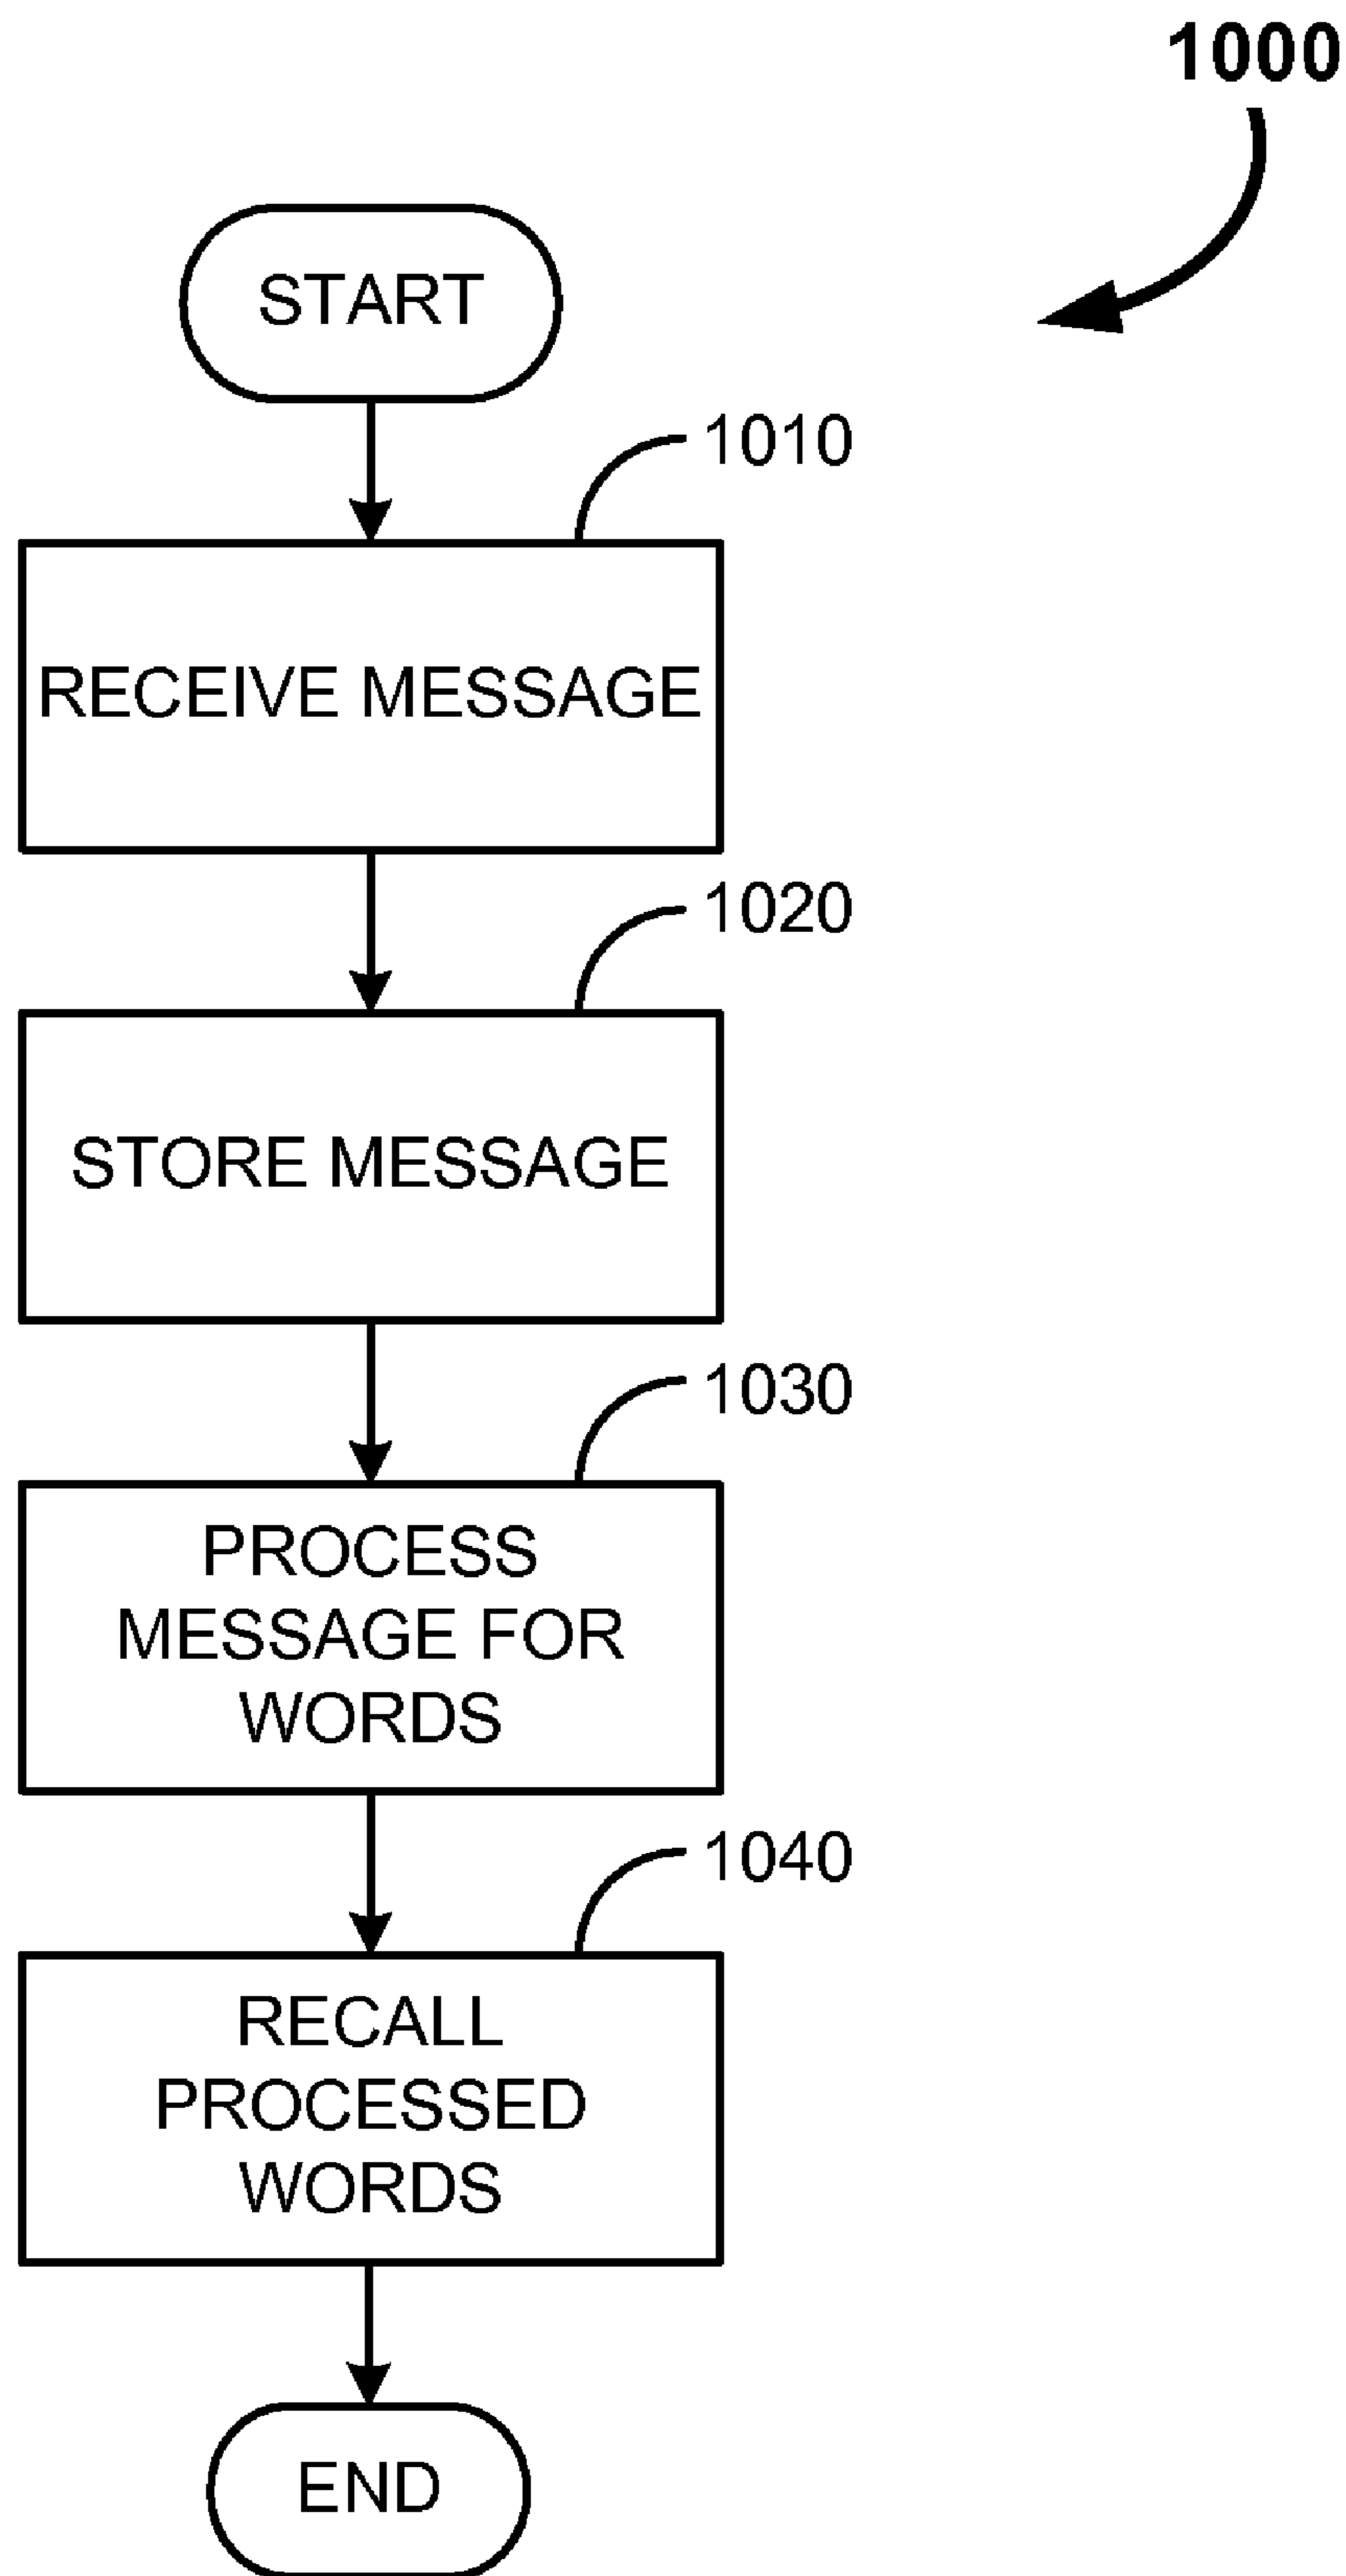 1000
START
1010
RECEIVE MESSAGE
1020
STORE MESSAGE
1030
PROCESS
MESSAGE FOR
WORDS
1040
RECALL
PROCESSED
WORDS
END